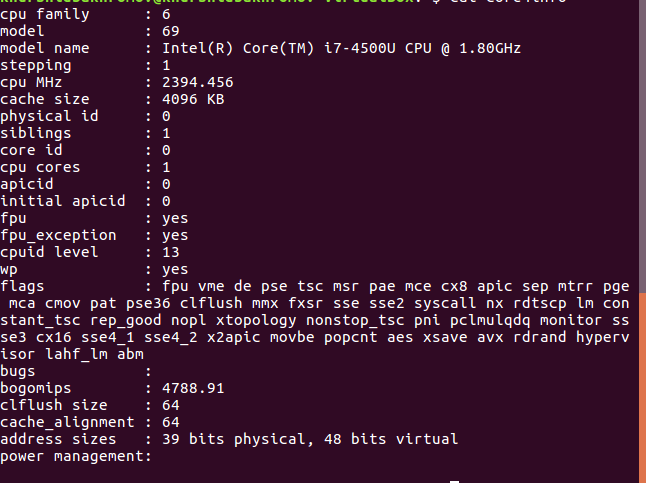 cpu family : 6
model : 69
model name : Intel(R) Core(TM) i7-4500U CPU @ 1.80GHz
stepping : 1
cpu MHz : 2394.456
cache size : 4096 KB
physical id : 0
siblings : 1
core id : 0
cpu cores : 1
apicid : 0
initial apicid : 0
fpu : yes
fpu_exception : yes
cpuid level : 13
wp : yes
flags : fpu vme de pse tsc msr pae mce cx8 apic sep mtrr pge
mca cmov pat pse36 clflush mmx fxsr sse sse2 syscall nx rdtscp lm con
stant_tsc rep_good nopl xtopology nonstop_tsc pni pclmulqdq monitor ss
se3 cx16 sse4_1 sse4_2 x2apic movbe popcnt aes xsave avx rdrand hyperv
isor lahf_lm abm
bugs :
bogomips : 4788.91
clflush size : 64
cache_alignment : 64
address sizes : 39 bits physical, 48 bits virtual
power management: